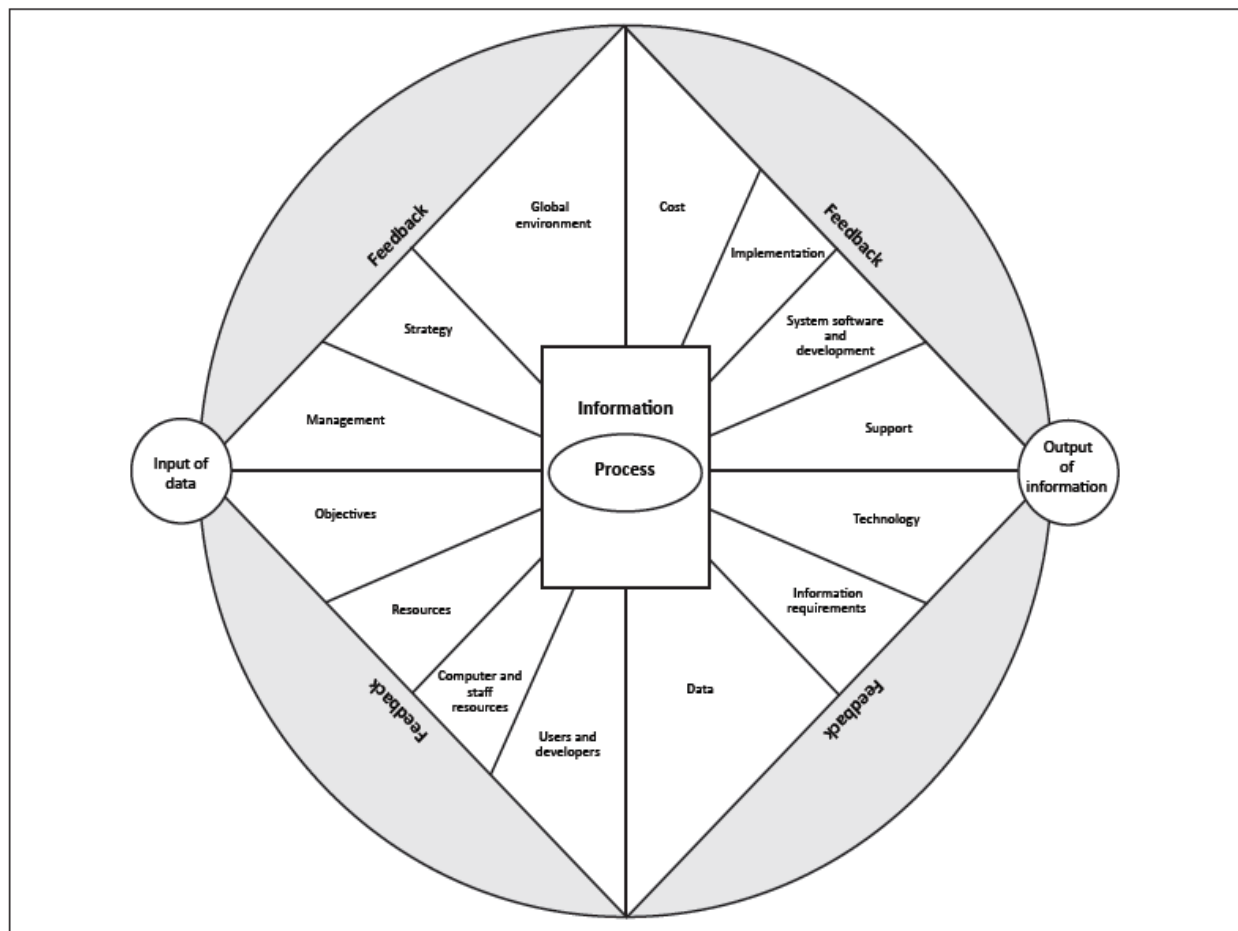 Global
environment
Cost
Feedback
Feedback
Implementation
Strategy
System software
and
development
Information
Management
Support
Input of
data
Process
Output
of
information
Objectives
Technology
Resources
Information
requirements
Computer and
staff
resources
Data
Feedback
Feedback
Users and
developers